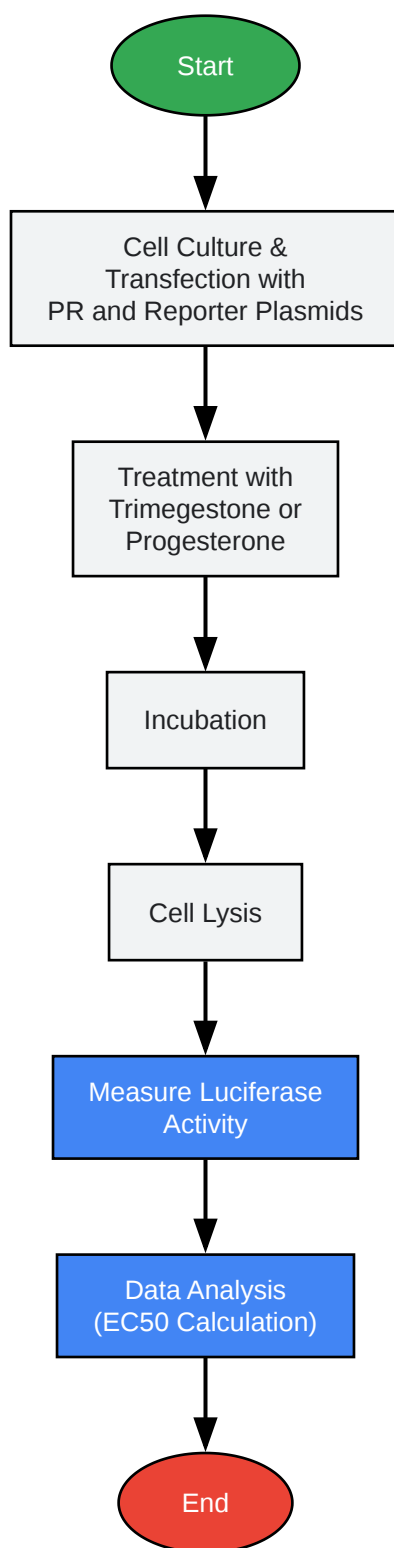 Start
Cell Culture &
Transfection with
PR and Reporter Plasmids
Treatment with
Trimegestone or
Progesterone
Incubation
Cell Lysis
Measure Luciferase
Activity
Data Analysis
(EC50 Calculation)
End